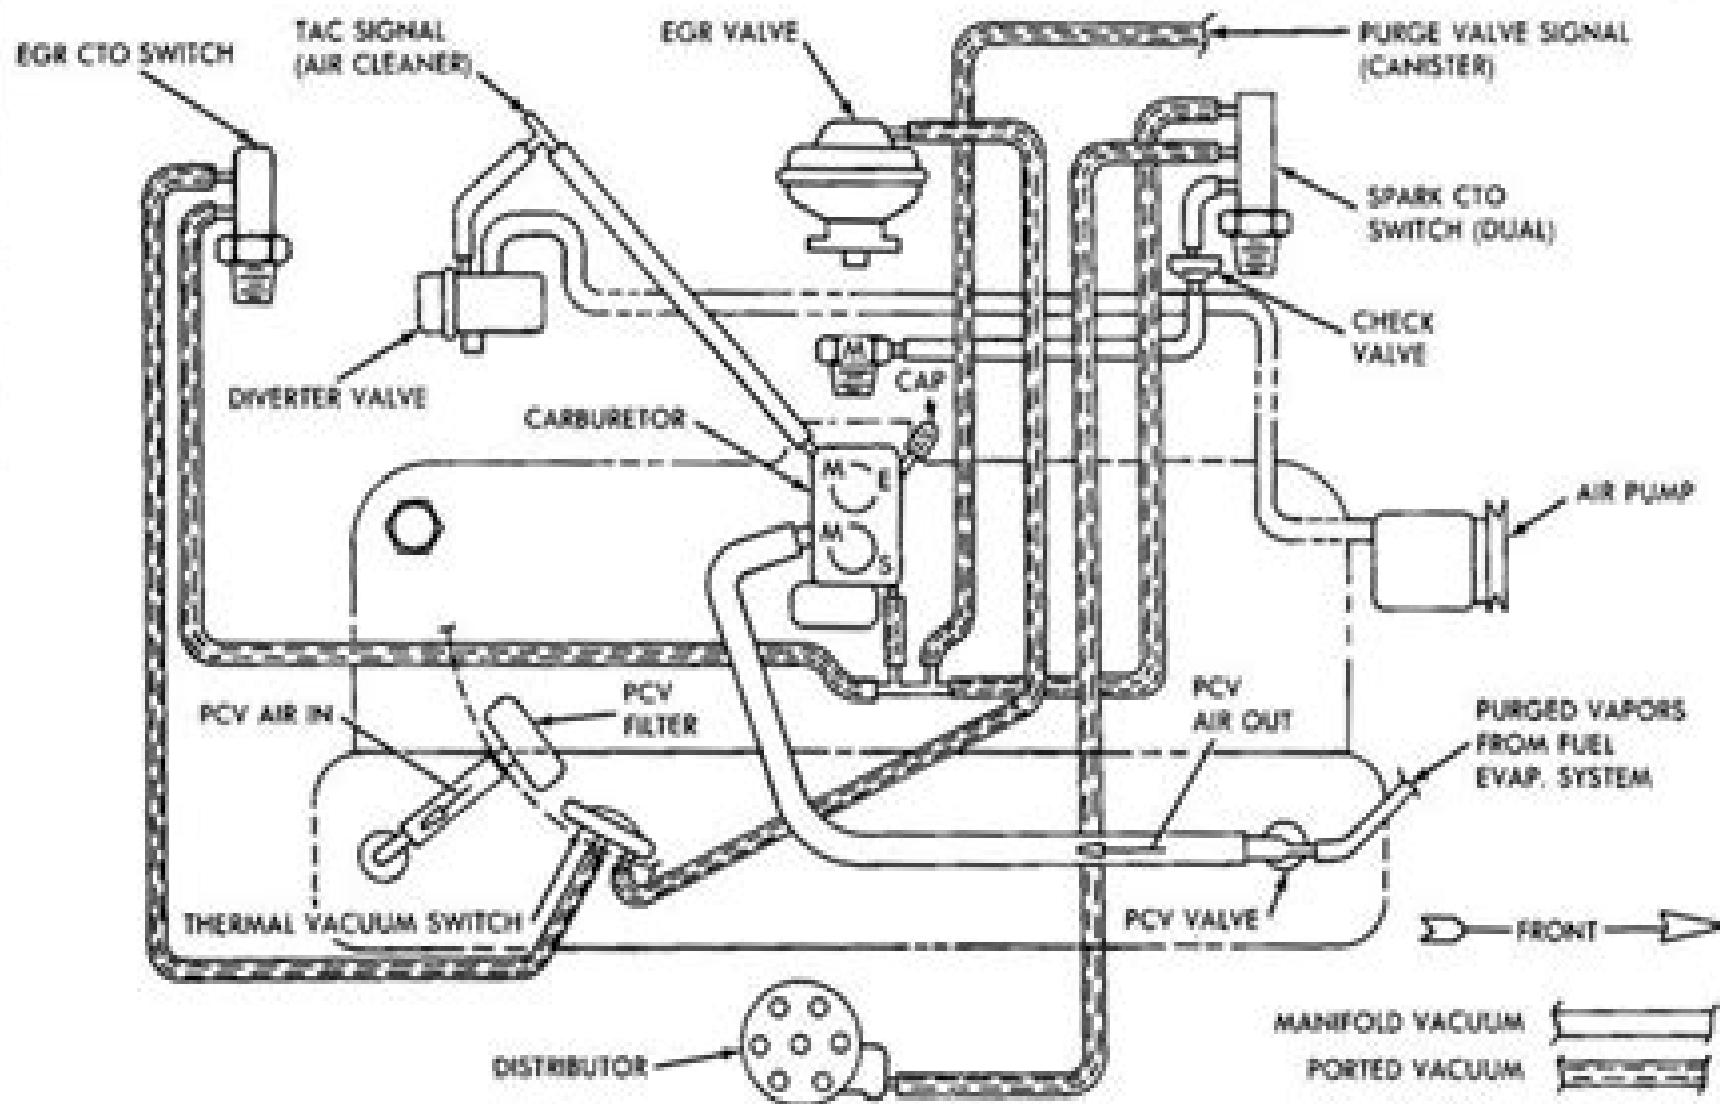 EGR CTO SWITCH
TAC SIGNAL
(AIR CLEANER)
EGR VALVE
PURGE VALVE SIGNAL
(CANISTER)
SPARK CTO
SWITCH (DUAL)
CHECK
VALVE
DIVERTER VALVE
M
CAP
CARBURETOR
M
E
M
S
AIR PUMP
PCV AIR IN
PCV
FILTER
PCV
AIR OUT
PURGED VAPORS
FROM FUEL
EVAP. SYSTEM
THERMAL VACUUM SWITCH
PCV VALVE
FRONT
DISTRIBUTOR
MANIFOLD VACUUM
PORTED VACUUM